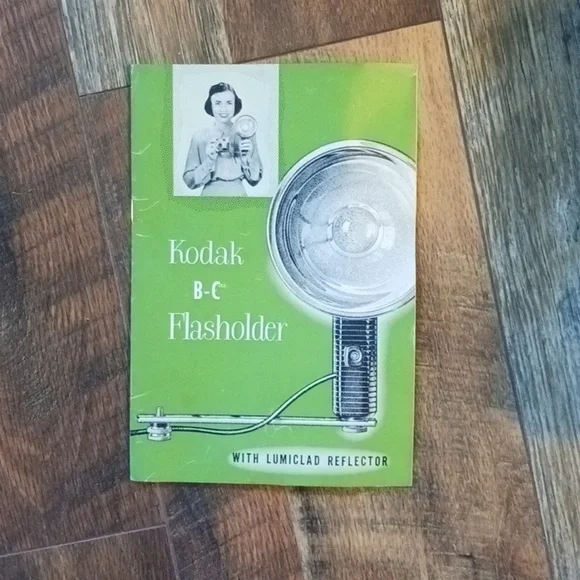 Kodak
B-C
Flasholder
WITH LUMICLAD REFLECTOR